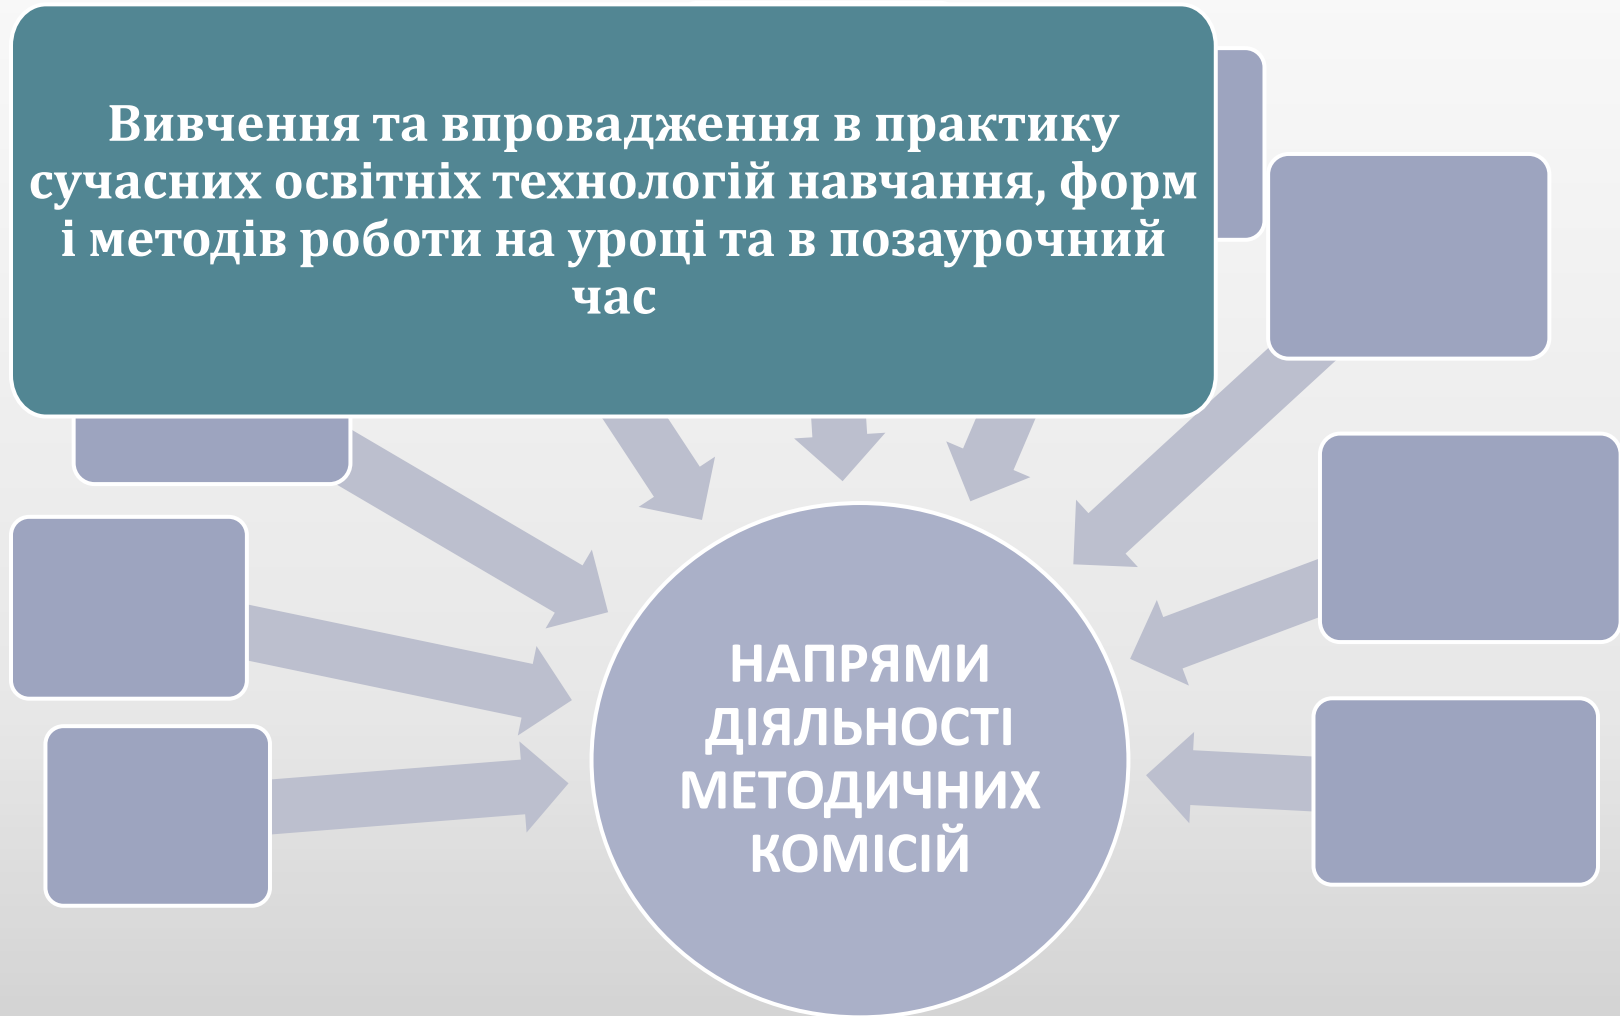 Вивчення та впровадження в практику
сучасних освітніх технологій навчання, форм
і методів роботи на уроці та в позаурочний
час
НАПРЯМИ
ДІЯЛЬНОСТІ
МЕТОДИЧНИХ
КОМІСІЙ